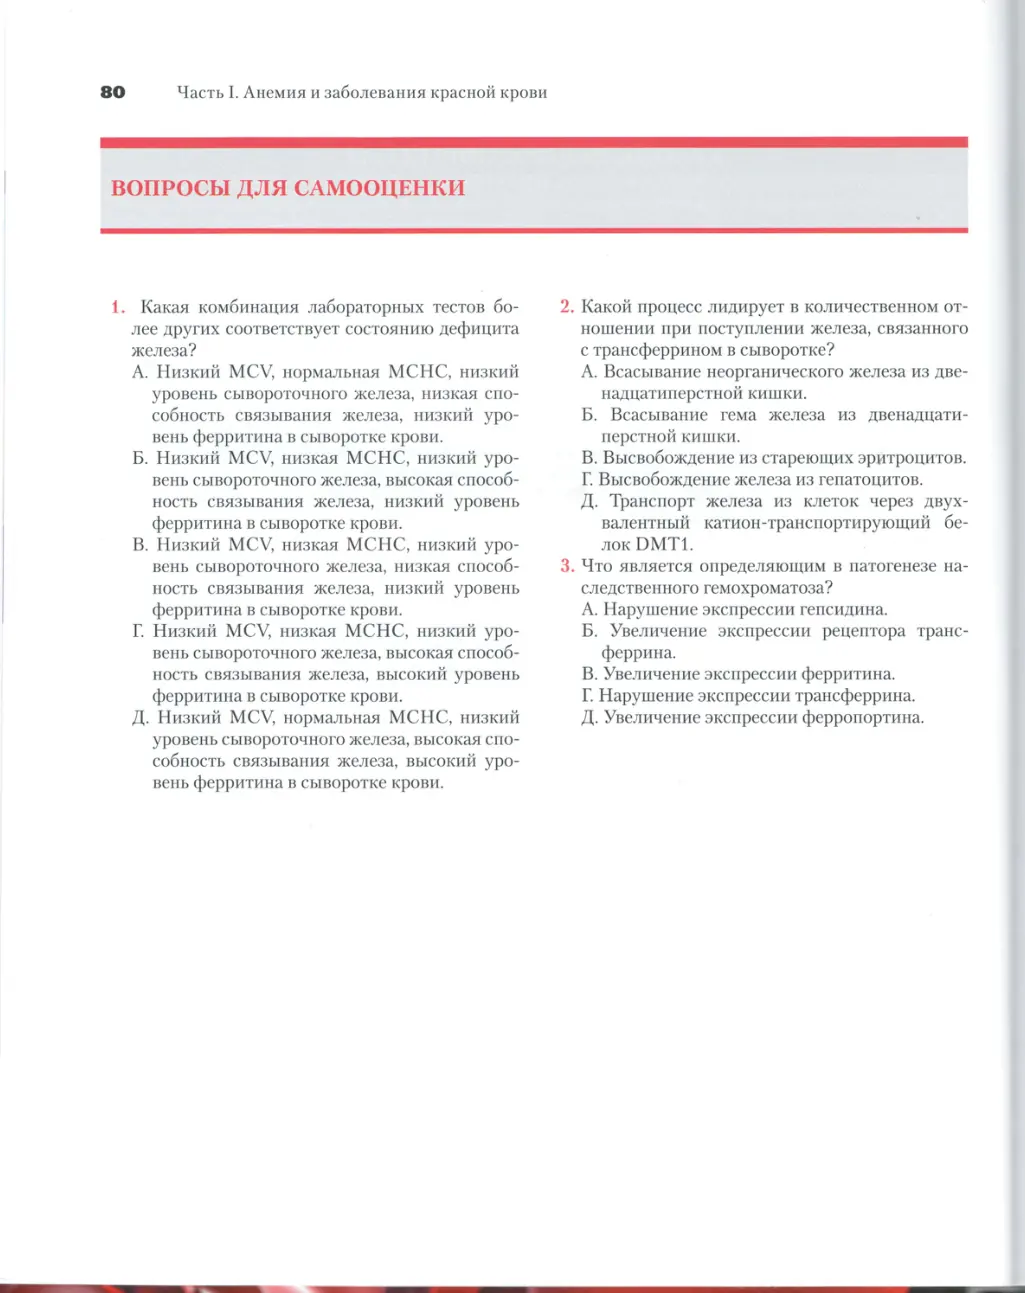 80 Часть I. Анемия и заболевания красной крови
ВОПРОСЫ ДЛЯ САМООЦЕНКИ
1. Какая комбинация лабораторных тестов бо-
лее других соответствует состоянию дефицита
железа?
А. Низкий MCV, нормальная MCHC, низкий
уровень сывороточного железа, низкая спо-
собность связывания железа, низкий уро-
вень ферритина в сыворотке крови.
Б. Низкий MCV, низкая MCHC, низкий уро-
вень сывороточного железа, высокая способ-
ность связывания железа, низкий уровень
ферритина в сыворотке крови.
В. Низкий MCV, низкая MCHC, низкий уро-
вень сывороточного железа, низкая способ-
ность связывания железа, низкий уровень
ферритина в сыворотке крови.
Г. Низкий MCV, низкая MCHC, низкий уро-
вень сывороточного железа, высокая способ-
ность связывания железа, высокий уровень
ферритина в сыворотке крови.
Д. Низкий MCV, нормальная MCHC, низкий
уровень сывороточного железа, высокая спо-
собность связывания железа, высокий уро-
вень ферритина в сыворотке крови.
2. Какой процесс лидирует в количественном от-
ношении при поступлении железа, связанного
с трансферрином в сыворотке?
А. Всасывание неорганического железа из две-
надцатиперстной кишки.
Б. Всасывание гема железа из двенадцати-
перстной кишки.
В. Высвобождение из стареющих эритроцитов.
Г. Высвобождение железа из гепатоцитов.
Д. Транспорт железа из клеток через двух-
валентный катион-транспортирующий бе-
лок DMT1.
3. Что является определяющим в патогенезе на-
следственного гемохроматоза?
А. Нарушение экспрессии гепсидина.
Б. Увеличение экспрессии рецептора транс-
феррина.
В. Увеличение экспрессии ферритина.
Г. Нарушение экспрессии трансферрина.
Д. Увеличение экспрессии ферропортина.